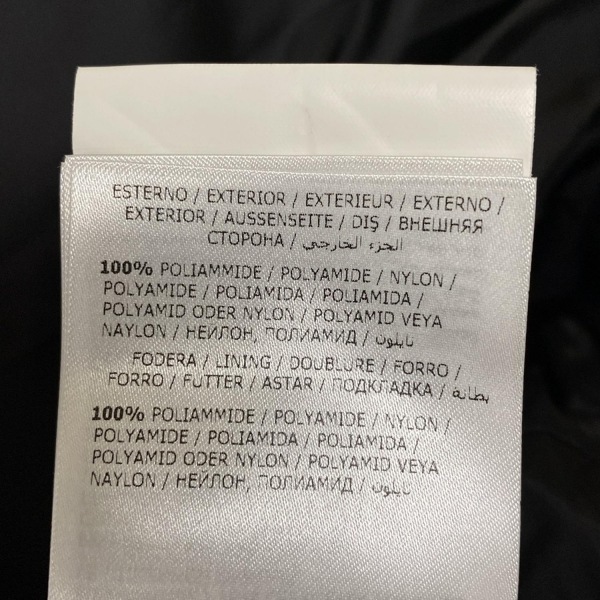 ESTERNO / EXTERIOR / EXTERIEUR / EXTERNO /
EXTERIOR / AUSSENSEITE / DIŞ / ВНЕШНЯЯ
СТОРОНА / الجزء الخارجي
100% POLIAMMIDE / POLYAMIDE / NYLON /
POLYAMIDE / POLIAMIDA / POLIAMIDA /
POLYAMID ODER NYLON / POLYAMID VEYA
NAYLON / НЕЙЛОН, ПОЛИАМИД / نايلون
FODERA / LINING / DOUBLURE / FORRO /
FORRO / FUTTER / ASTAR / ПОДКЛАДКА / بطانة
100% POLIAMMIDE / POLYAMIDE / NYLON /
POLYAMIDE / POLIAMIDA / POLIAMIDA /
POLYAMID ODER NYLON / POLYAMID VEYA
NAYLON / НЕЙЛОН, ПОЛИАМИД / نايلون